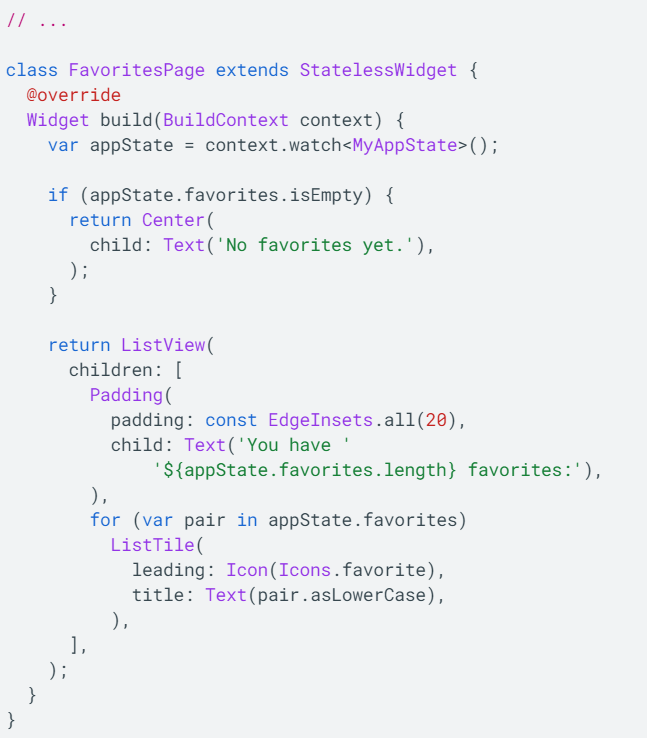 // ...
class FavoritesPage extends StatelessWidget {
  @override
  Widget build(BuildContext context) {
    var appState = context.watch<MyAppState>();

    if (appState.favorites.isEmpty) {
      return Center(
        child: Text('No favorites yet.'),
      );
    }

    return ListView(
      children: [
        Padding(
          padding: const EdgeInsets.all(20),
          child: Text('You have '
              '${appState.favorites.length} favorites:'),
        ),
        for (var pair in appState.favorites)
          ListTile(
            leading: Icon(Icons.favorite),
            title: Text(pair.asLowerCase),
          ),
      ],
    );
  }
}